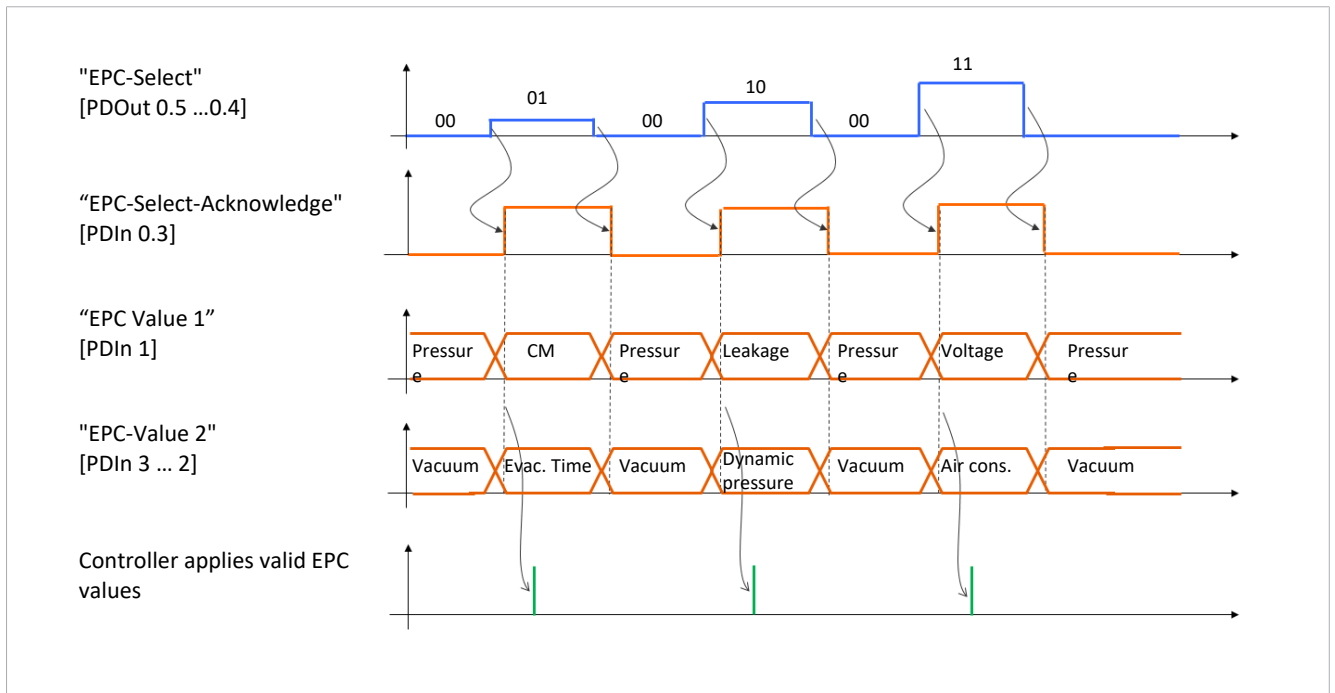 "EPC-Select"
[PDOut 0.5 ...0.4]
00
01
00
10
00
11
“EPC-Select-Acknowledge"
[PDIn 0.3]
“EPC Value 1”
[PDIn 1]
Pressur
e
CM
Pressur
e
Leakage
Pressur
e
Voltage
Pressur
e
"EPC-Value 2"
[PDIn 3 ... 2]
Vacuum
Evac. Time
Vacuum
Dynamic
pressure
Vacuum
Air cons.
Vacuum
Controller applies valid EPC
values